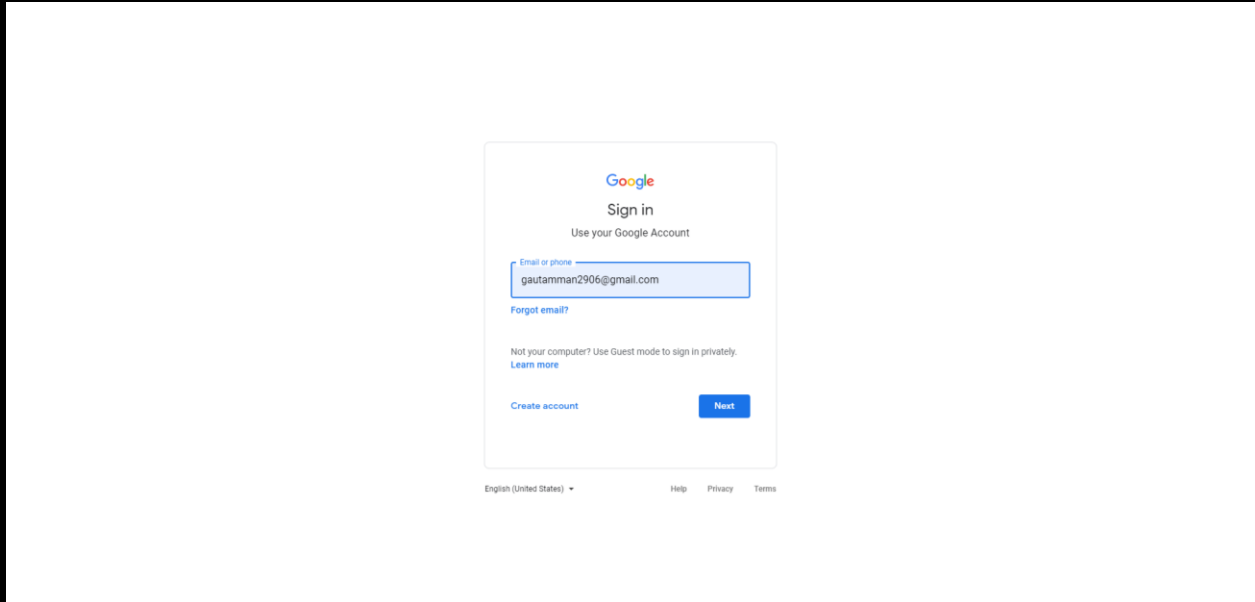 Google
Sign in
Use your Google Account
Email or phone
gautamman2906@gmail.com
Forgot email?
Not your computer? Use Guest mode to sign in privately.
Learn more
Create account
Next
English (United States)
Help
Privacy
Terms